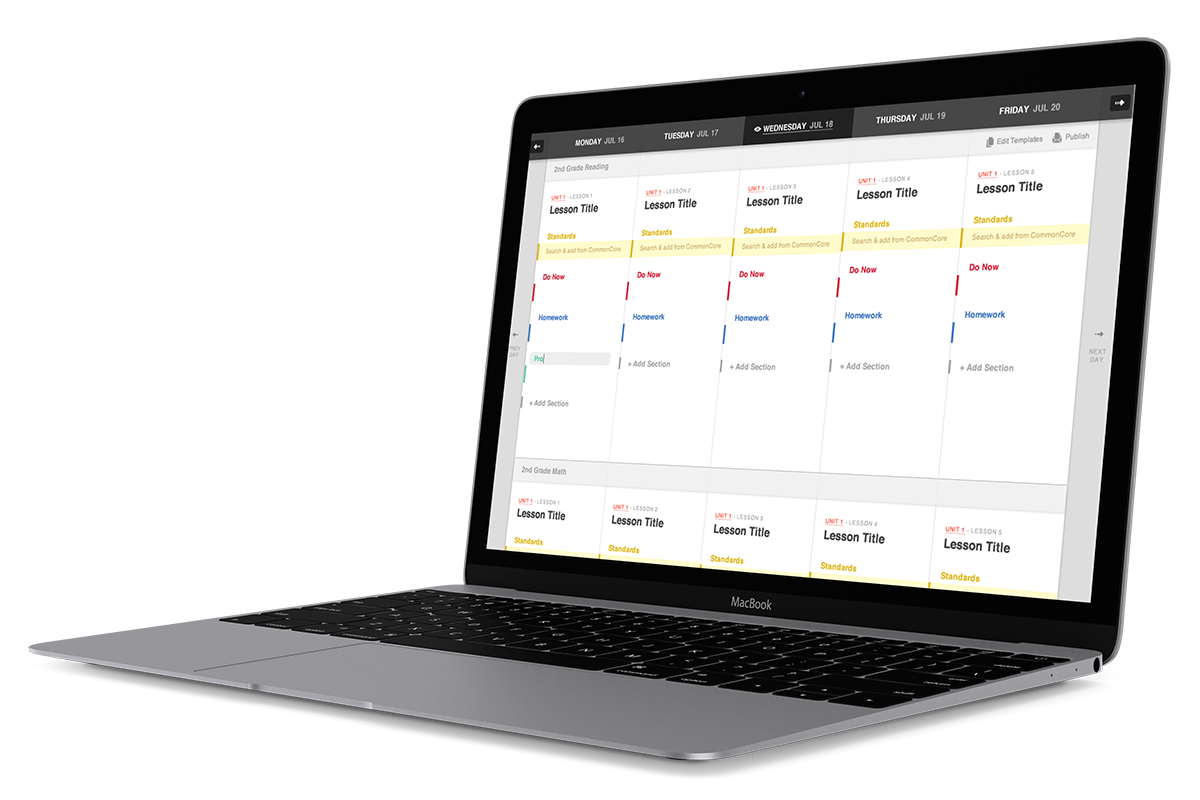 MONDAY JUL 16 TUESDAY JUL 17 WEDNESDAY JUL 18 THURSDAY JUL 19 FRIDAY JUL 20
Edit Templates Publish
2nd Grade Reading
UNIT 1 - LESSON 1 UNIT 1 - LESSON 2 UNIT 1 - LESSON 3 UNIT 1 - LESSON 4 UNIT 1 - LESSON 5
Lesson Title Lesson Title Lesson Title Lesson Title Lesson Title
Standards Standards Standards Standards Standards
Search & add from CommonCore Search & add from CommonCore Search & add from CommonCore Search & add from CommonCore Search & add from CommonCore
Do Now Do Now Do Now Do Now Do Now
Homework Homework Homework Homework Homework
PREV
DAY
NEXT
DAY
Pro
+ Add Section + Add Section + Add Section + Add Section
+ Add Section
2nd Grade Math
UNIT 1 - LESSON 1 UNIT 1 - LESSON 2 UNIT 1 - LESSON 3 UNIT 1 - LESSON 4 UNIT 1 - LESSON 5
Lesson Title Lesson Title Lesson Title Lesson Title Lesson Title
Standards Standards Standards Standards Standards
MacBook